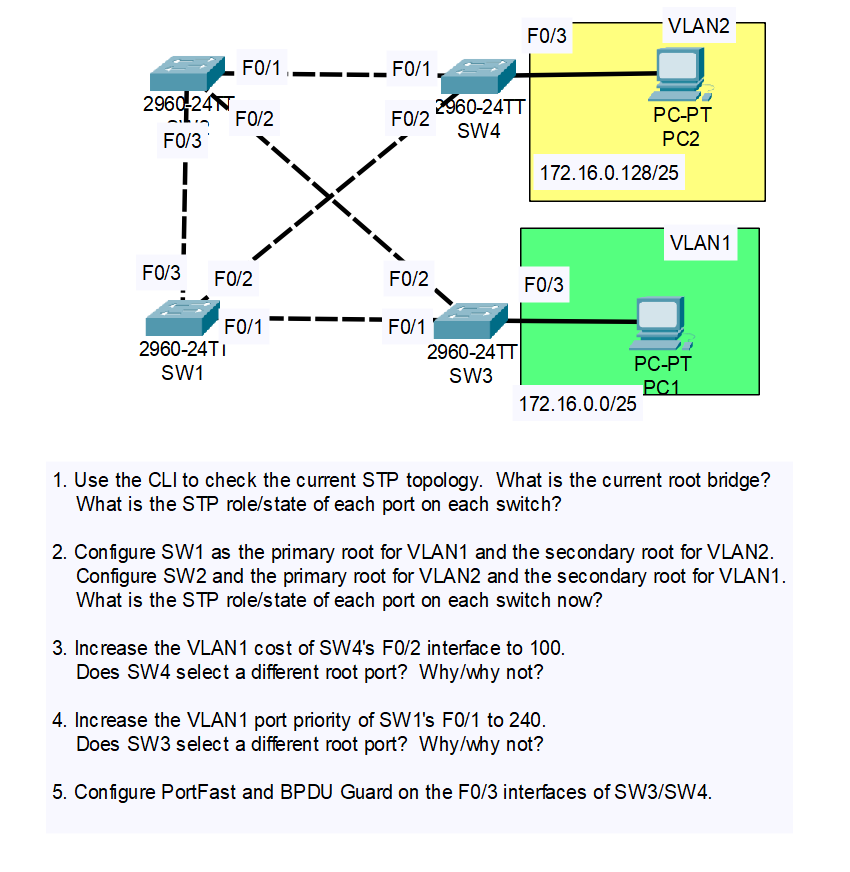 VLAN2
F0/3
F0/1
F0/1
2960-24TT
F0/2
F0/2
2960-24TT
SW4
F0/3
PC-PT
PC2
172.16.0.128/25
VLAN1
F0/3
F0/2
F0/2
F0/3
F0/1
F0/1
2960-24TT
SW1
2960-24TT
SW3
PC-PT
PC1
172.16.0.0/25
1. Use the CLI to check the current STP topology. What is the current root bridge?
What is the STP role/state of each port on each switch?
2. Configure SW1 as the primary root for VLAN1 and the secondary root for VLAN2.
Configure SW2 and the primary root for VLAN2 and the secondary root for VLAN1.
What is the STP role/state of each port on each switch now?
3. Increase the VLAN1 cost of SW4's F0/2 interface to 100.
Does SW4 select a different root port? Why/why not?
4. Increase the VLAN1 port priority of SW1's F0/1 to 240.
Does SW3 select a different root port? Why/why not?
5. Configure PortFast and BPDU Guard on the F0/3 interfaces of SW3/SW4.